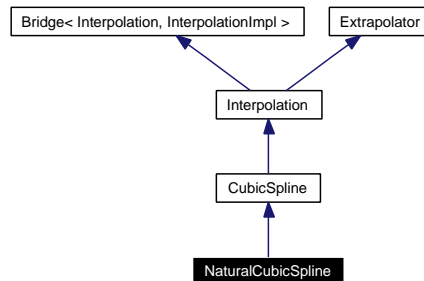 Bridge< Interpolation, InterpolationImpl >
Extrapolator
Interpolation
CubicSpline
NaturalCubicSpline